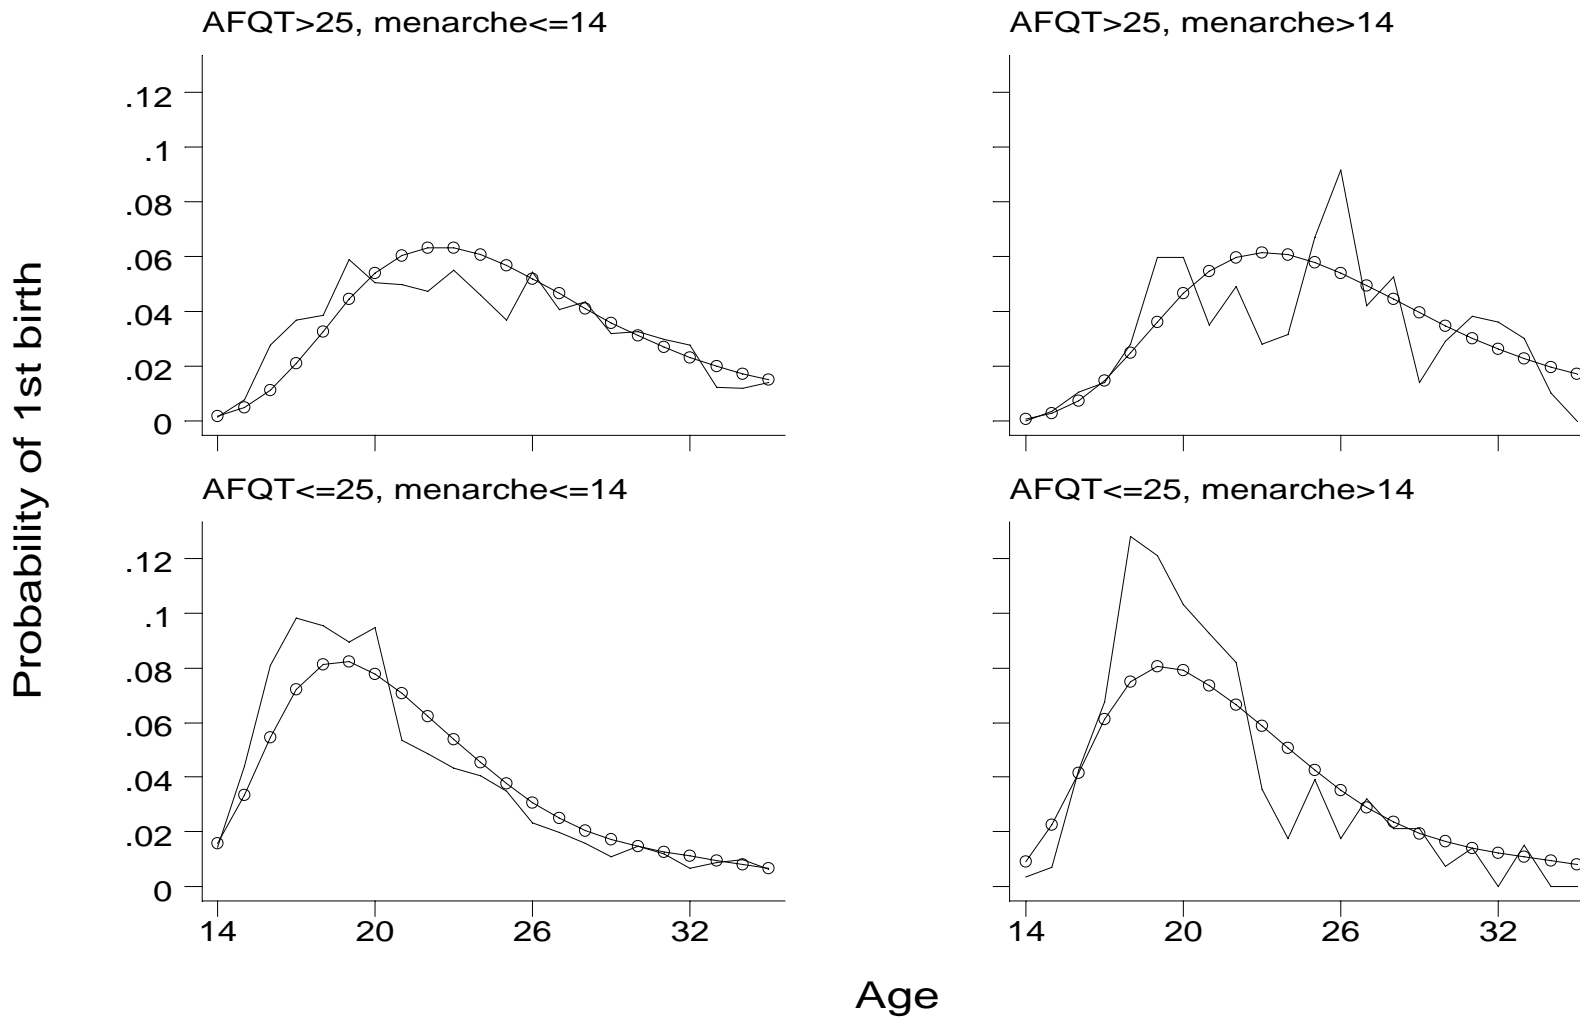 AFQT>25, menarche<=14
AFQT>25, menarche>14
.12
.1
.08
.06
.04
.02
0
AFQT<=25, menarche<=14
AFQT<=25, menarche>14
.12
.1
.08
.06
.04
.02
0
14 20 26 32
14 20 26 32
Probability of 1st birth
Age